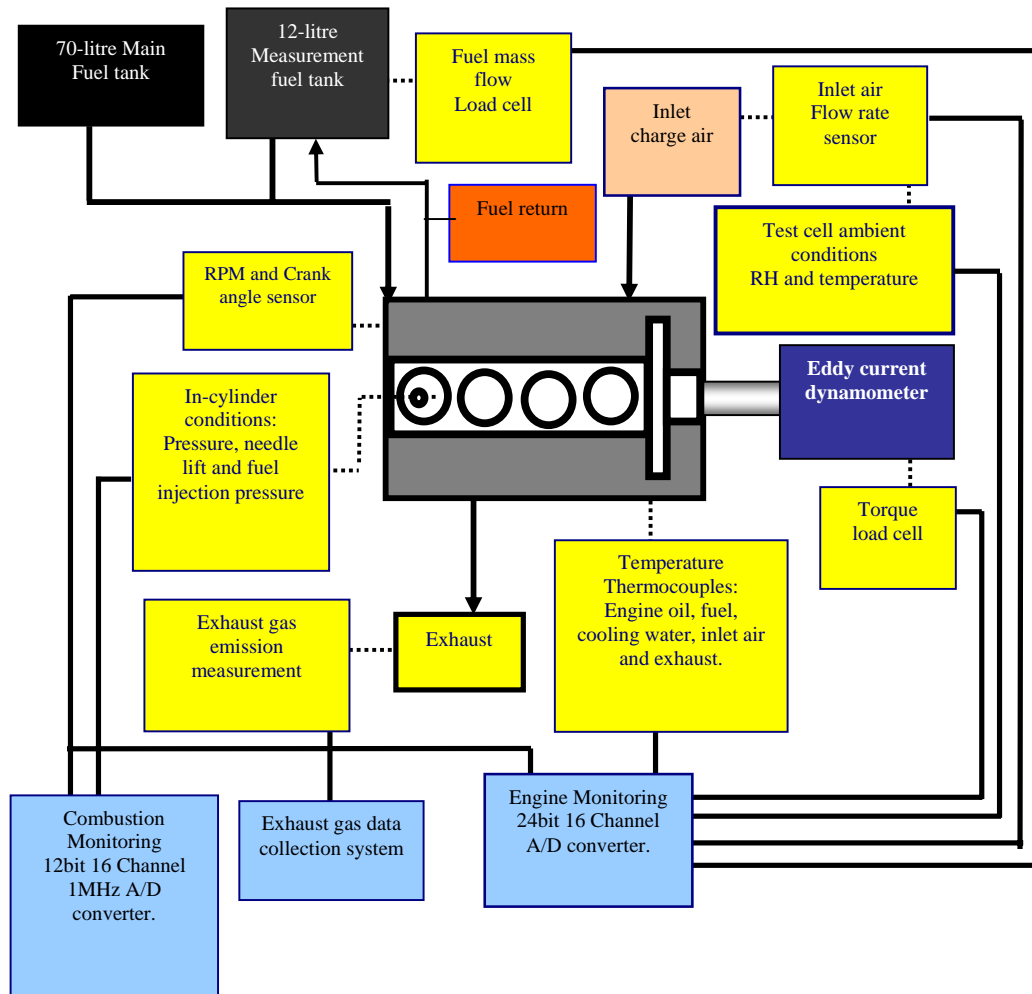 70-litre Main
Fuel tank
12-litre
Measurement
fuel tank
Fuel mass
flow
Load cell
Inlet
charge air
Inlet air
Flow rate
sensor
Fuel return
Test cell ambient
conditions
RH and temperature
RPM and Crank
angle sensor
Eddy current
dynamometer
In-cylinder
conditions:
Pressure, needle
lift and fuel
injection pressure
Torque
load cell
Temperature
Thermocouples:
Engine oil, fuel,
cooling water, inlet air
and exhaust.
Exhaust gas
emission
measurement
Exhaust
Combustion
Monitoring
12bit 16 Channel
1MHz A/D
converter.
Exhaust gas data
collection system
Engine Monitoring
24bit 16 Channel
A/D converter.